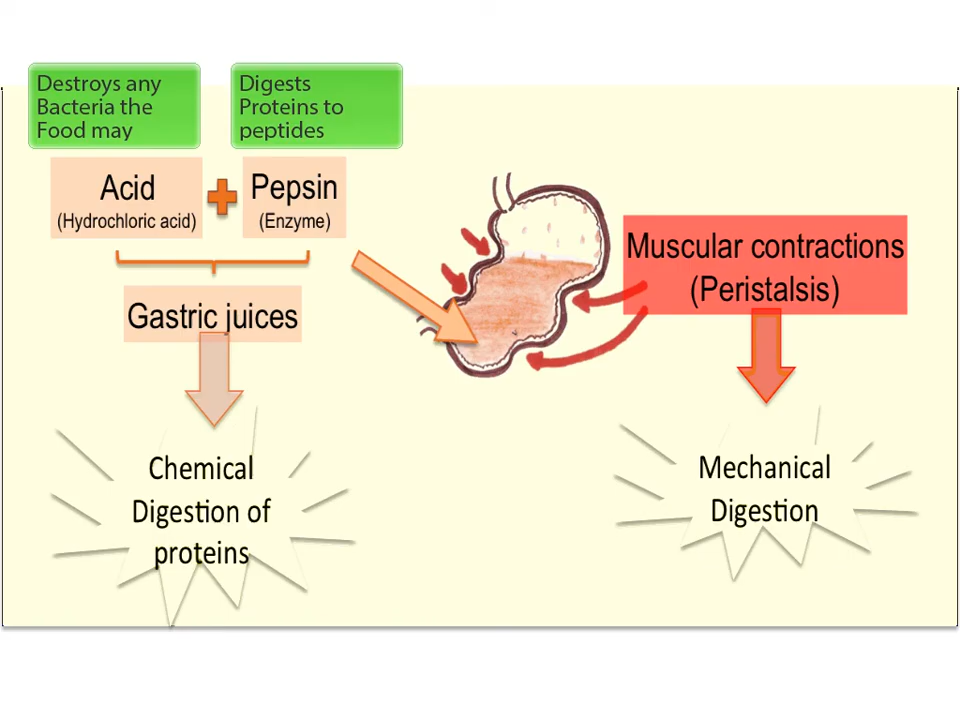 Destroys any
Bacteria the
Food may
Digests
Proteins to
peptides
Acid
(Hydrochloric acid)
Pepsin
(Enzyme)
Gastric juices
Muscular contractions
(Peristalsis)
Chemical
Digestion of
proteins
Mechanical
Digestion